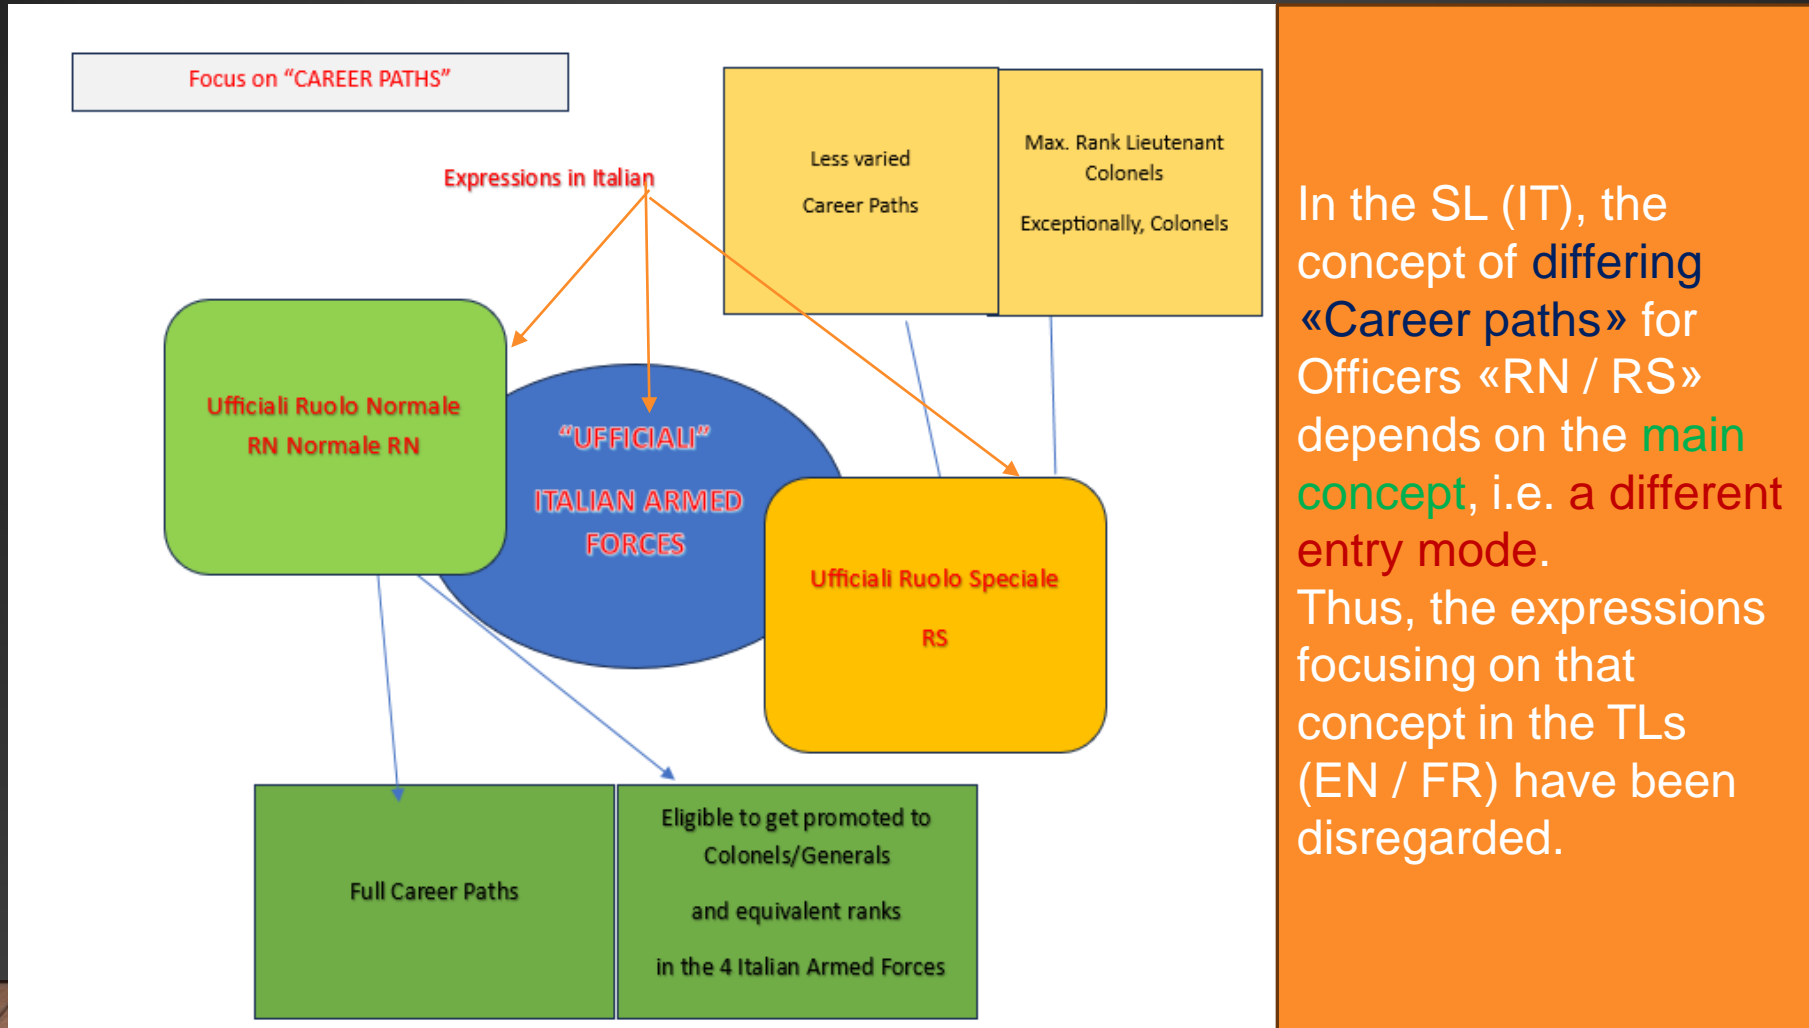 Focus on “CAREER PATHS”
Expressions in Italian
Less varied
Career Paths
Max. Rank Lieutenant
Colonels
Exceptionally, Colonels
Ufficiali Ruolo Normale
RN Normale RN
“UFFICIALI”
ITALIAN ARMED
FORCES
Ufficiali Ruolo Speciale
RS
Full Career Paths
Eligible to get promoted to
Colonels/Generals
and equivalent ranks
in the 4 Italian Armed Forces
In the SL (IT), the
concept of differing
«Career paths» for
Officers «RN / RS»
depends on the main
concept, i.e. a different
entry mode.
Thus, the expressions
focusing on that
concept in the TLs
(EN / FR) have been
disregarded.